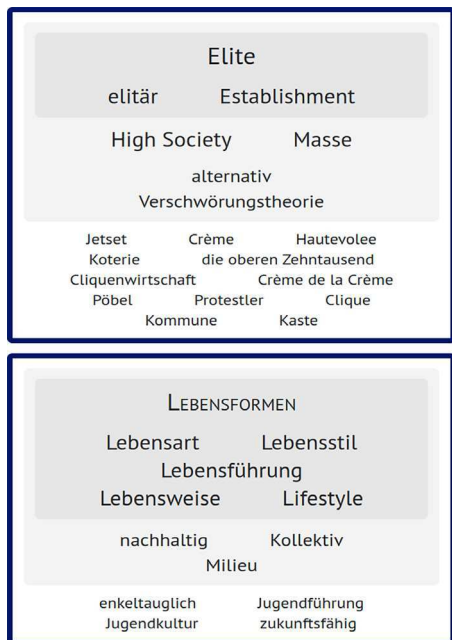 Elite
elitär Establishment
High Society Masse
alternativ
Verschwörungstheorie
Jetset Crème Hautevolee
Koterie die oberen Zehntausend
Cliquenwirtschaft Crème de la Crème
Pöbel Protestler Clique
Kommune Kaste
LEBENSFORMEN
Lebensart Lebensstil
Lebensführung
Lebensweise Lifestyle
nachhaltig Kollektiv
Milieu
enkeltauglich Jugendführung
Jugendkultur zukunftsfähig